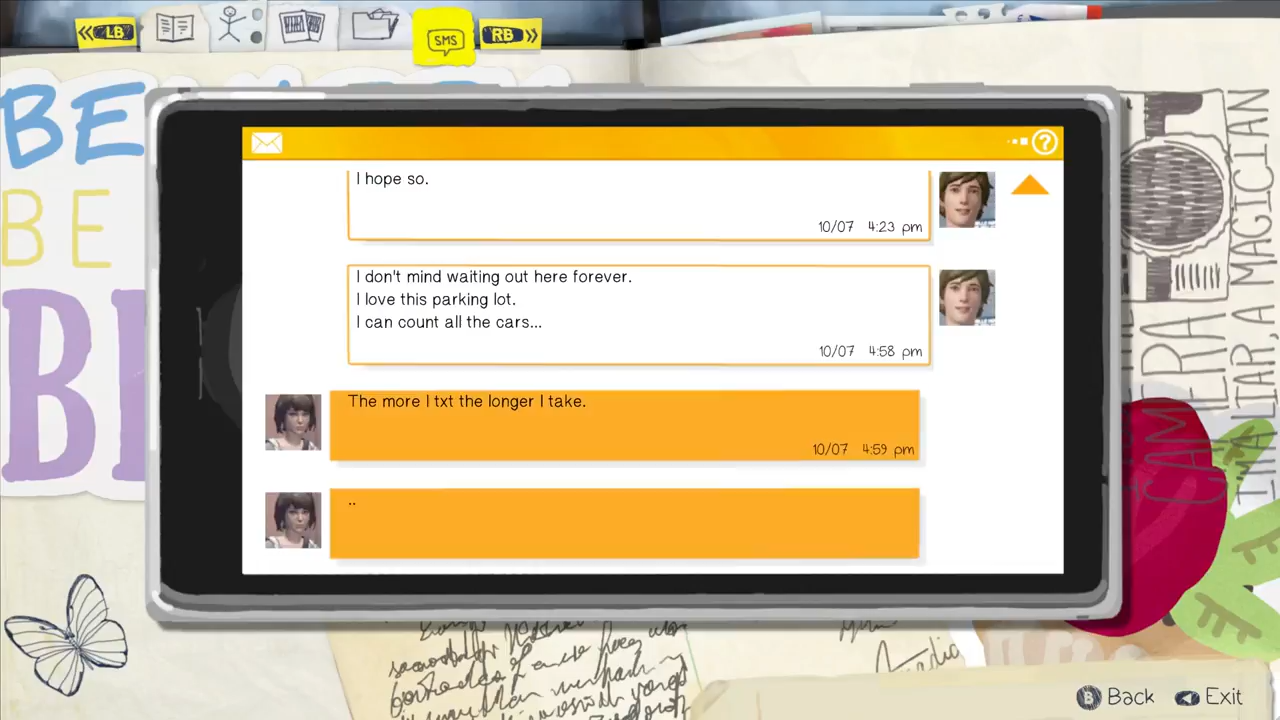 LB
SMS
RB
BE
BE
I hope so.
10/07 4:23 pm
I don't mind waiting out here forever.
I love this parking lot.
I can count all the cars...
10/07 4:58 pm
The more I txt the longer I take.
10/07 4:59 pm
..
CAMERA
LIAR, A MAGICIAN
Back
Exit